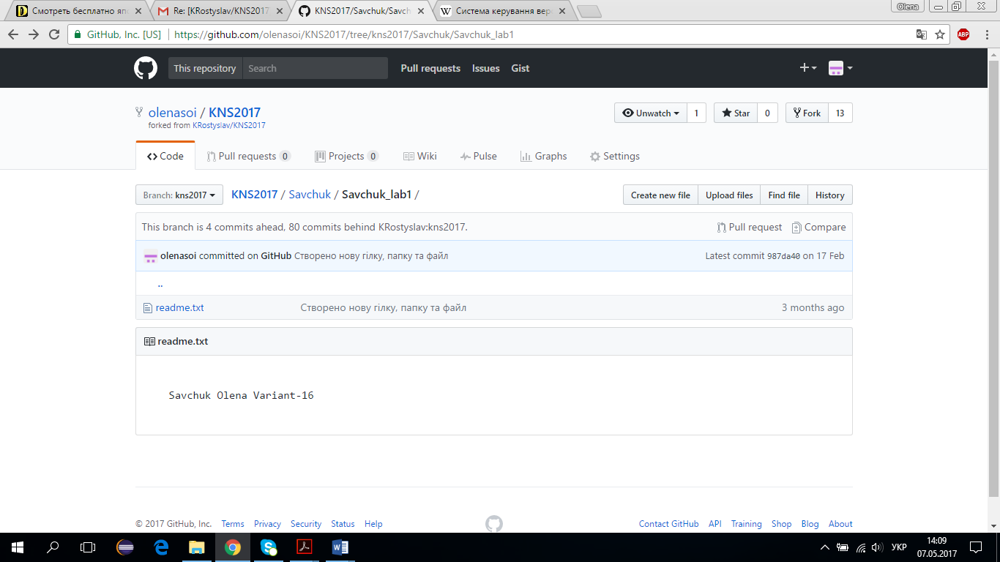 Смотреть бесплатно япо
Re: [KRostyslav/KNS2017
KNS2017/Savchuk/Savch
Система керування вер
Olena
GitHub, Inc. [US]
https://github.com/olenasoi/KNS2017/tree/kns2017/Savchuk/Savchuk_lab1
ABP
This repository Search Pull requests Issues Gist
olenasoi / KNS2017
forked from KRostyslav/KNS2017
Unwatch 1 Star 0 Fork 13
Code Pull requests 0 Projects 0 Wiki Pulse Graphs Settings
Branch: kns2017 KNS2017 / Savchuk / Savchuk_lab1 /
Create new file Upload files Find file History
This branch is 4 commits ahead, 80 commits behind KRostyslav:kns2017. Pull request Compare
olenasoi committed on GitHub Створено нову гілку, папку та файл Latest commit 987da40 on 17 Feb
..
readme.txt Створено нову гілку, папку та файл 3 months ago
readme.txt
Savchuk Olena Variant-16
© 2017 GitHub, Inc. Terms Privacy Security Status Help Contact GitHub API Training Shop Blog About
УКР
14:09
07.05.2017